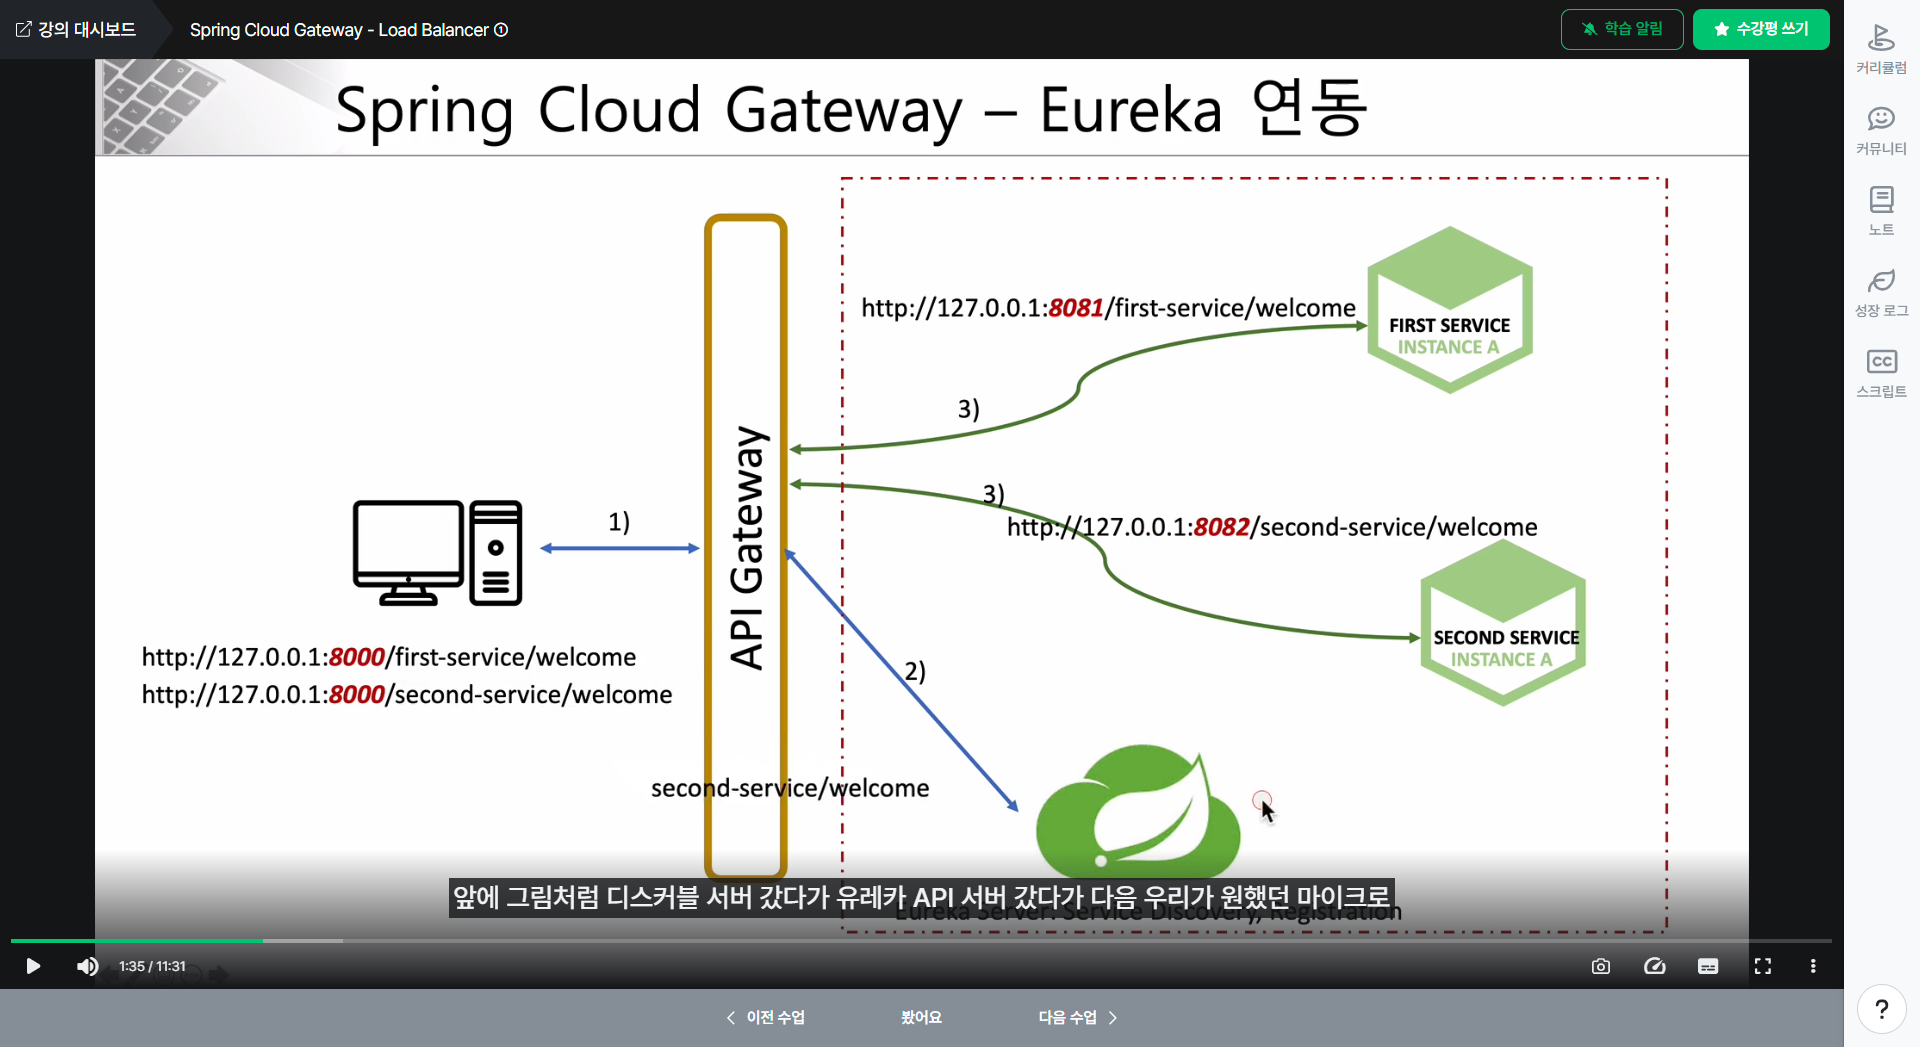 강의 대시보드
Spring Cloud Gateway - Load Balancer ①
학습 알림
수강평 쓰기
커리큘럼
커뮤니티
노트
성장 로그
CC
스크립트
Spring Cloud Gateway – Eureka 연동
http://127.0.0.1:8081/first-service/welcome
FIRST SERVICE
INSTANCE A
3)
3)
http://127.0.0.1:8082/second-service/welcome
1)
API Gateway
SECOND SERVICE
INSTANCE A
http://127.0.0.1:8000/first-service/welcome
http://127.0.0.1:8000/second-service/welcome
2)
second-service/welcome
앞에 그림처럼 디스커블 서버 갔다가 유레카 API 서버 갔다가 다음 우리가 원했던 마이크로
Eureka Server: Service Discovery, Registration
1:35 / 11:31
이전 수업
봤어요
다음 수업
?